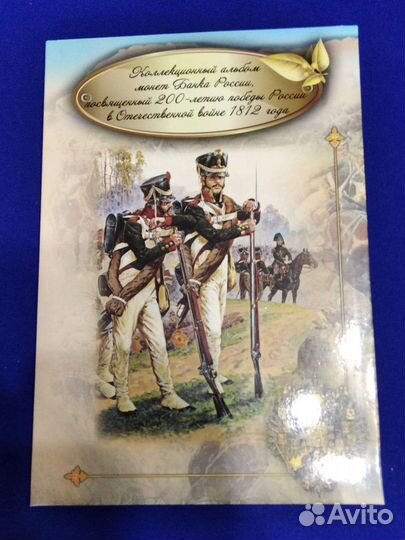 Коллекционный альбом
монет Банка России,
посвященный 200-летию победы России
в Отечественной войне 1812 года
Avito